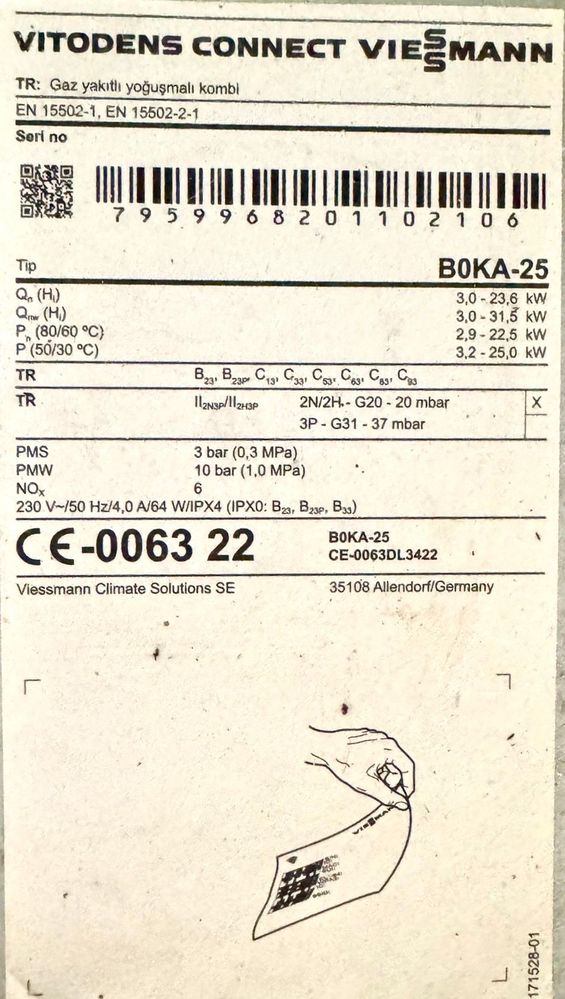 VITODENS CONNECT VIESSMANN
TR: Gaz yakıtlı yoğuşmalı kombi
EN 15502-1, EN 15502-2-1
Seri no
7959968201102106
Tip B0KA-25
Qn (Hi) 3,0 - 23,6 kW
Qnw (Hi) 3,0 - 31,5 kW
Pn (80/60 °C) 2,9 - 22,5 kW
P (50/30 °C) 3,2 - 25,0 kW
TR B23, B23P, C13, C33, C53, C63, C83, C93
TR II2N3P/II2H3P 2N/2H - G20 - 20 mbar X
3P - G31 - 37 mbar
PMS 3 bar (0,3 MPa)
PMW 10 bar (1,0 MPa)
NOx 6
230 V~/50 Hz/4,0 A/64 W/IPX4 (IPX0: B23, B23P, B33)
CE-0063 22
B0KA-25
CE-0063DL3422
Viessmann Climate Solutions SE 35108 Allendorf/Germany
VIESSMANN
171528-01